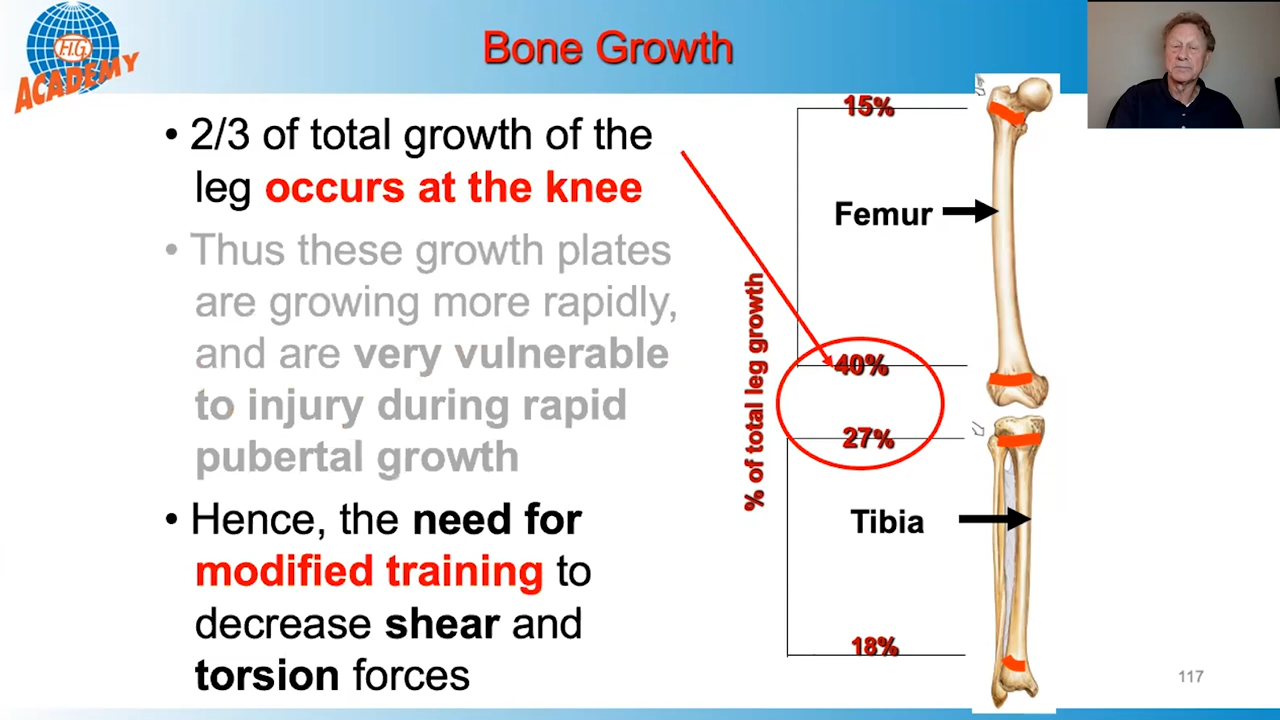 F.I.G.
ACADEMY
Bone Growth
• 2/3 of total growth of the
leg occurs at the knee
• Thus these growth plates
are growing more rapidly,
and are very vulnerable
to injury during rapid
pubertal growth
• Hence, the need for
modified training to
decrease shear and
torsion forces
% of total leg growth
15%
Femur
40%
27%
Tibia
18%
117